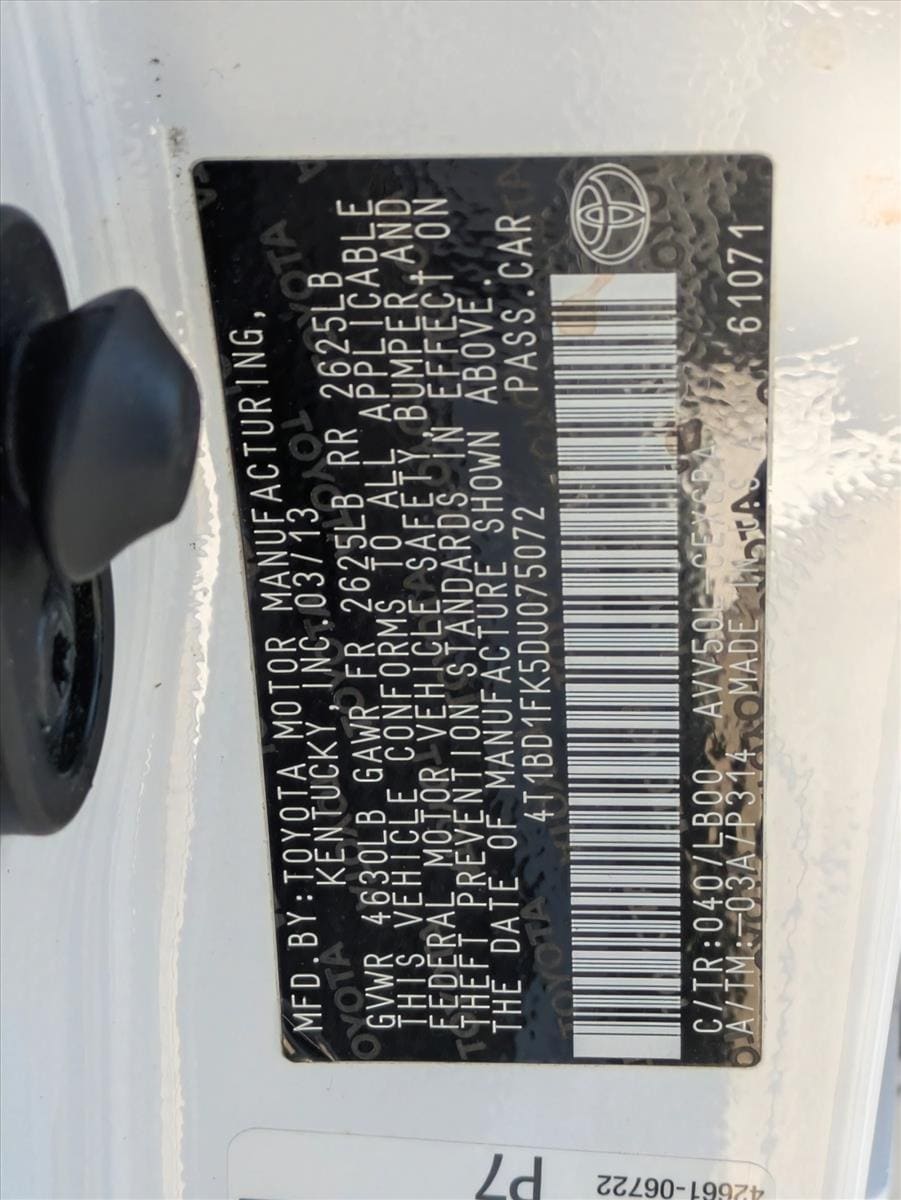 MFD.BY:TOYOTA MOTOR MANUFACTURING,
KENTUCKY,INC.03/13
GVWR 4630LB GAWR FR 2625LB RR 2625LB
THIS VEHICLE CONFORMS TO ALL APPLICABLE
FEDERAL MOTOR VEHICLE SAFETY,BUMPER,AND
THEFT PREVENTION STANDARDS IN EFFECT ON
THE DATE OF MANUFACTURE SHOWN ABOVE.
4T1BD1FK5DU075072 PASS.CAR
C/TR:040/LB00 AVV50L-CEXGBA
A/TM:-03A/P314 MADE IN U.S.A. 61071
42661-06722
P7